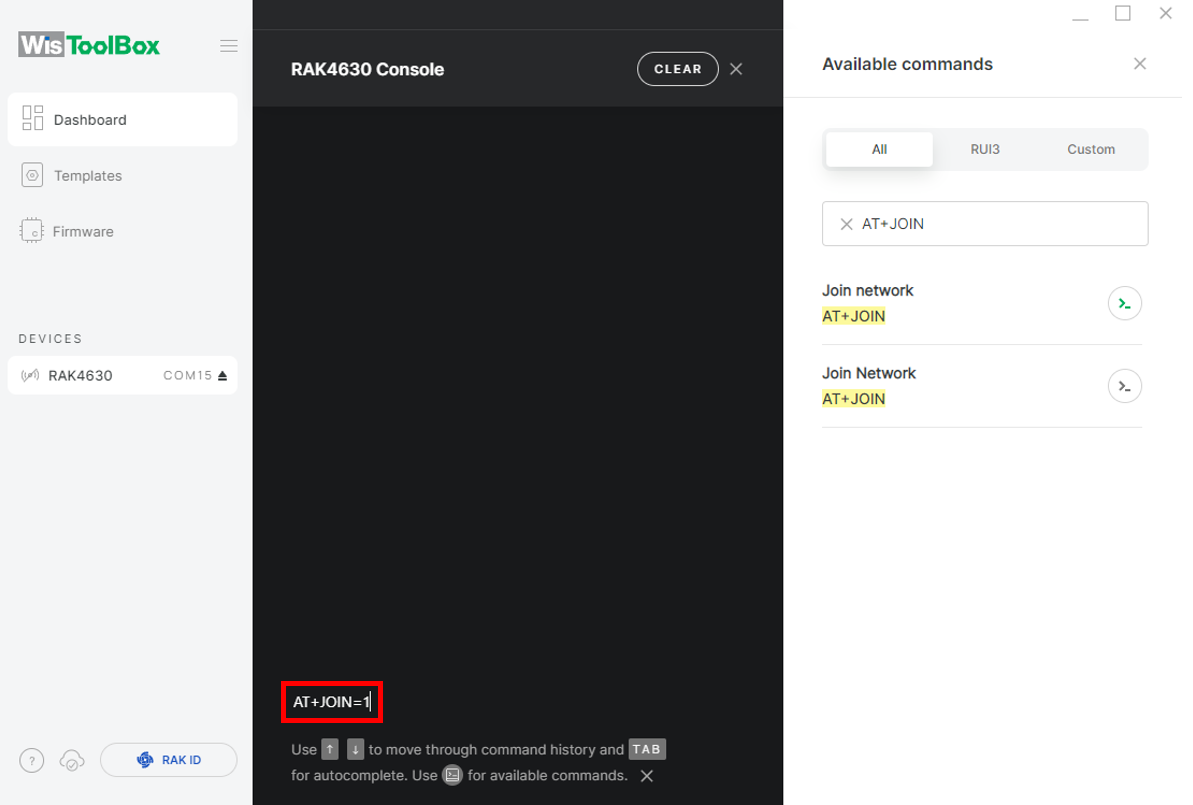 WisToolBox
Dashboard
Templates
Firmware
DEVICES
RAK4630 COM15
?
RAK ID
RAK4630 Console
CLEAR
AT+JOIN=1
Use ↑ ↓ to move through command history and TAB
for autocomplete. Use for available commands.
Available commands
All RUI3 Custom
AT+JOIN
Join network
AT+JOIN
Join Network
AT+JOIN